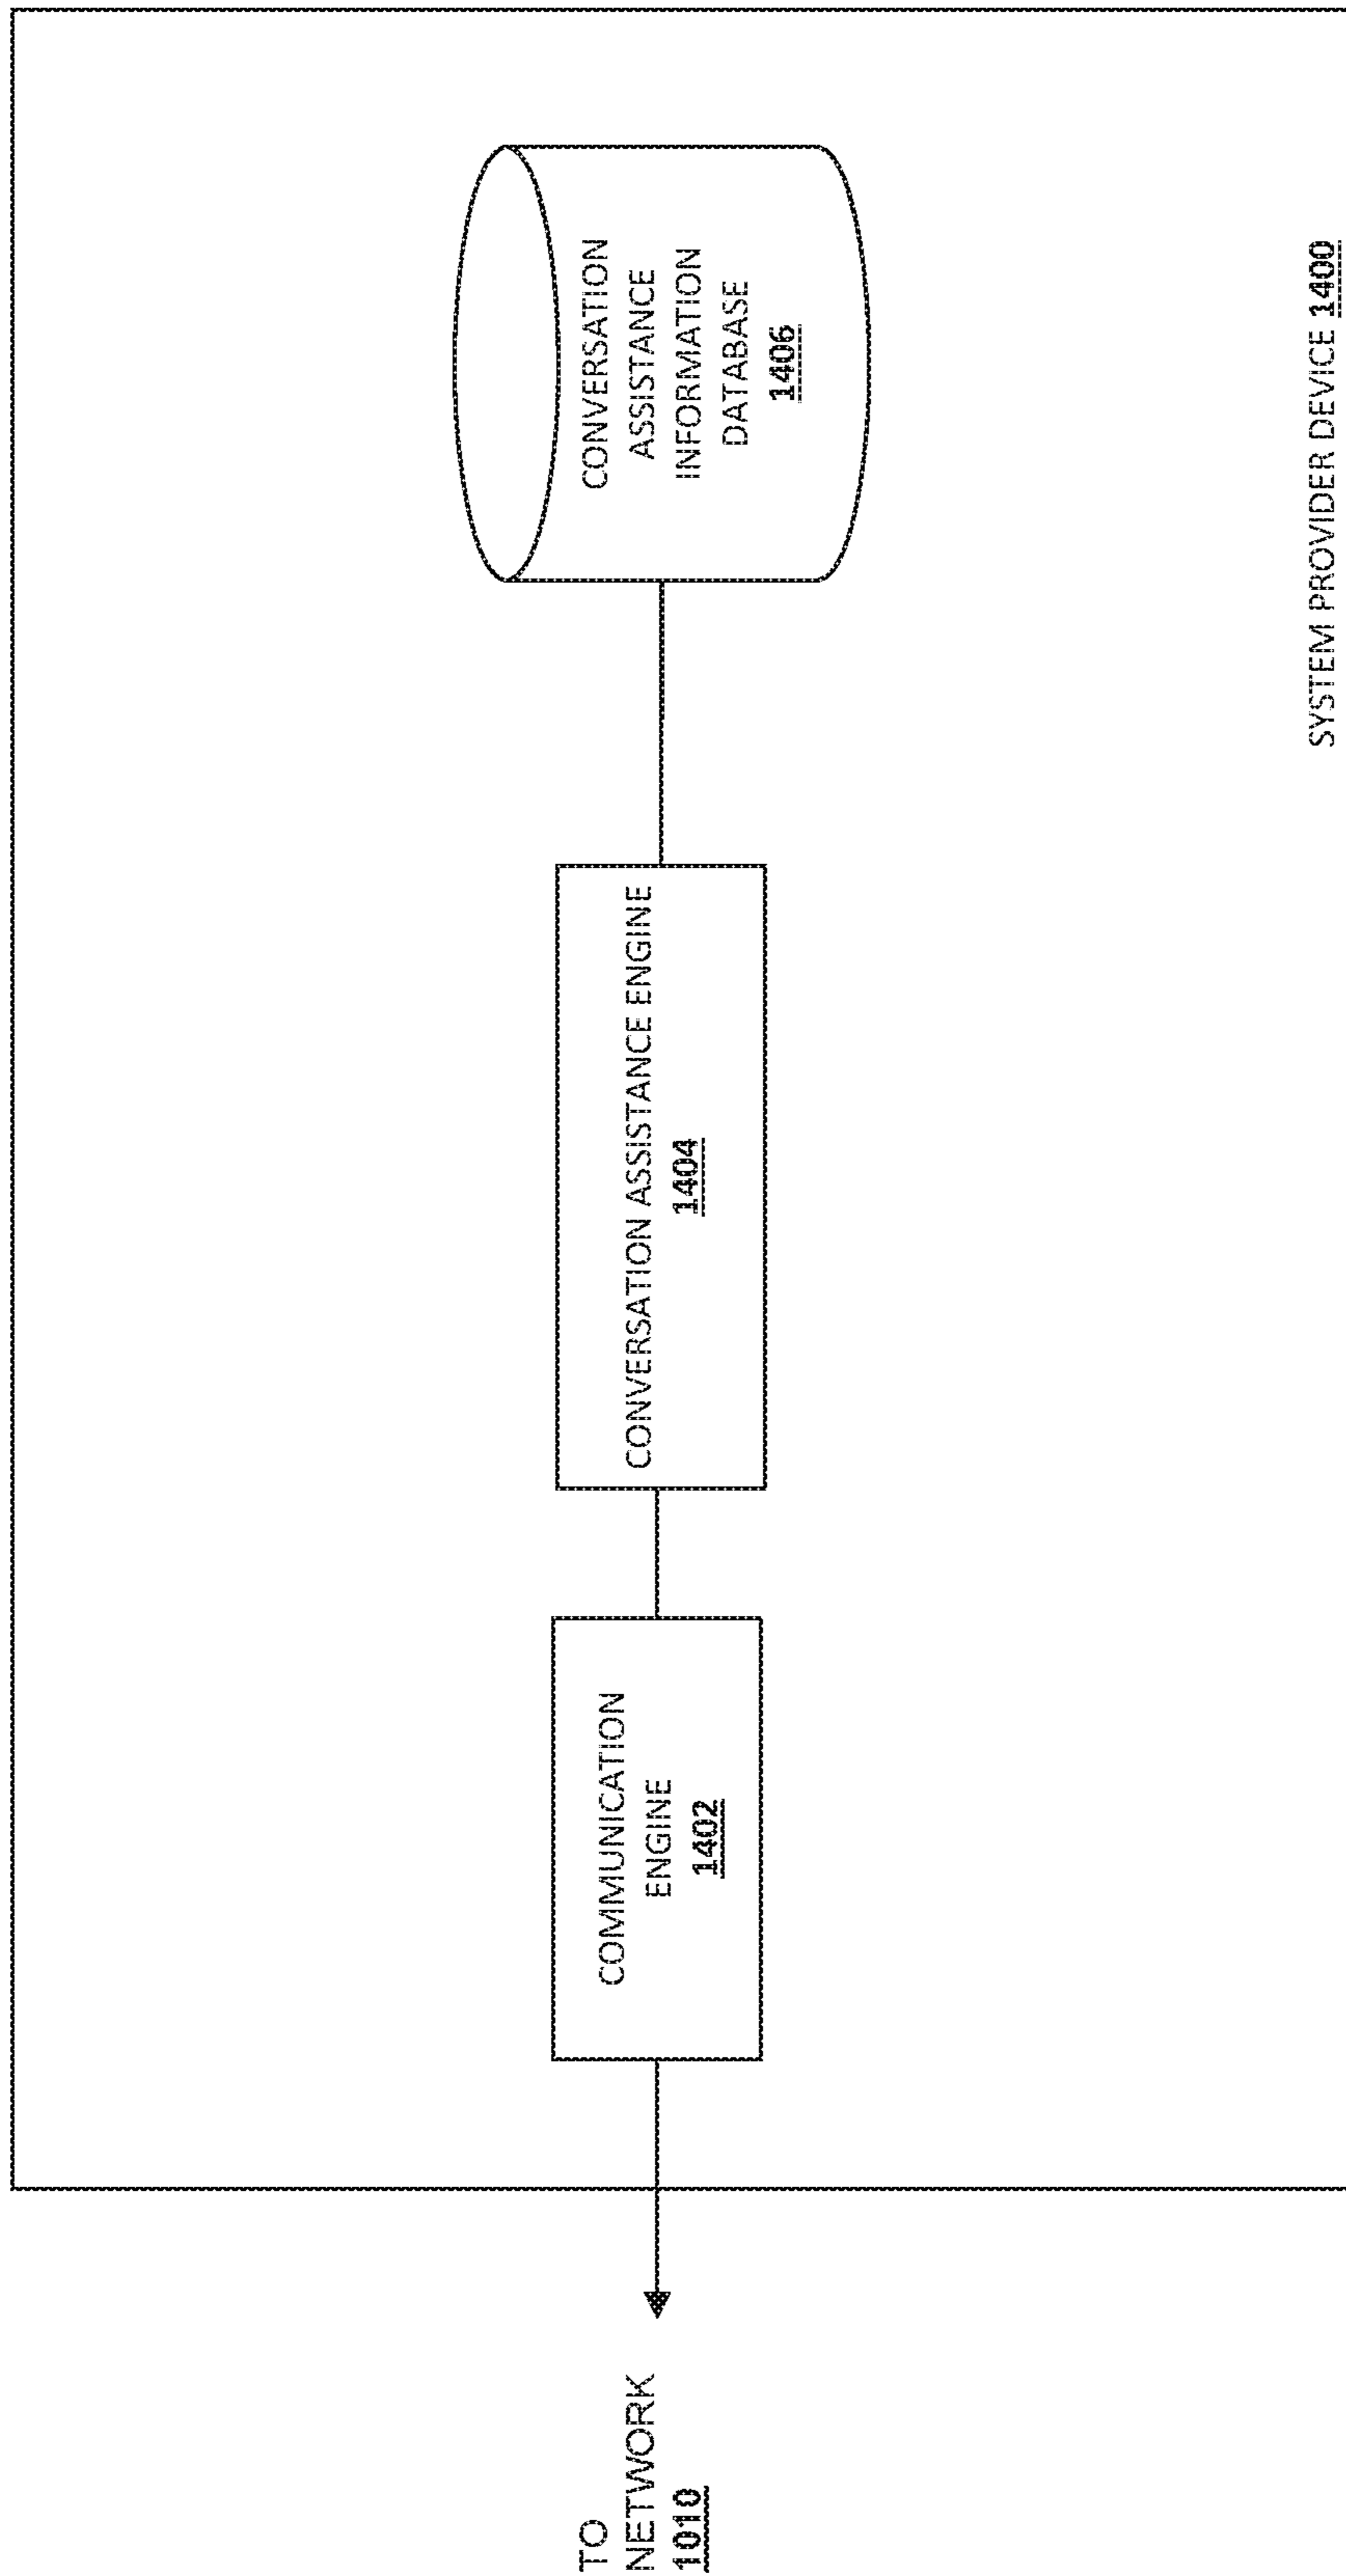 TO
NETWORK
1010
COMMUNICATION
ENGINE
1402
CONVERSATION ASSISTANCE ENGINE
1404
CONVERSATION
ASSISTANCE
INFORMATION
DATABASE
1406
SYSTEM PROVIDER DEVICE 1400